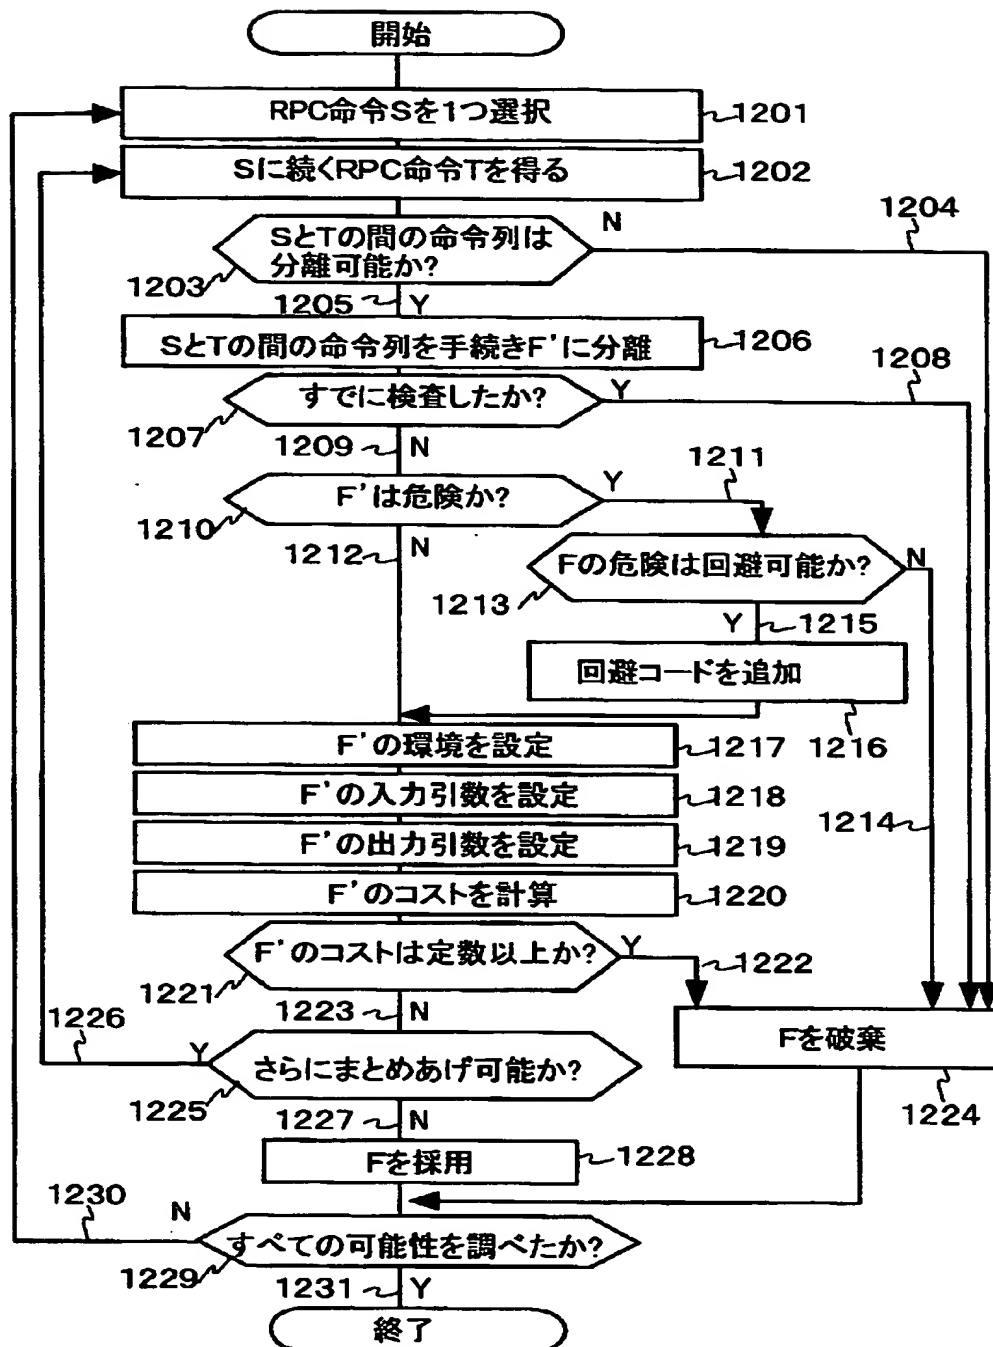 開始
RPC命令Sを1つ選択
1201
Sに続くRPC命令Tを得る
1202
1204
N
SとTの間の命令列は
分離可能か?
1203
1205
Y
SとTの間の命令列を手続きF'に分離
1206
1208
すでに検査したか?
Y
1207
1209
N
1211
Y
F'は危険か?
1210
1212
N
Fの危険は回避可能か?
N
1213
Y
1215
回避コードを追加
1216
F'の環境を設定
1217
F'の入力引数を設定
1218
1214
F'の出力引数を設定
1219
F'のコストを計算
1220
F'のコストは定数以上か?
Y
1222
1221
1223
N
1226
Y
Fを破棄
さらにまとめあげ可能か?
1225
1224
1227
N
Fを採用
1228
1230
N
すべての可能性を調べたか?
1229
1231
Y
終了